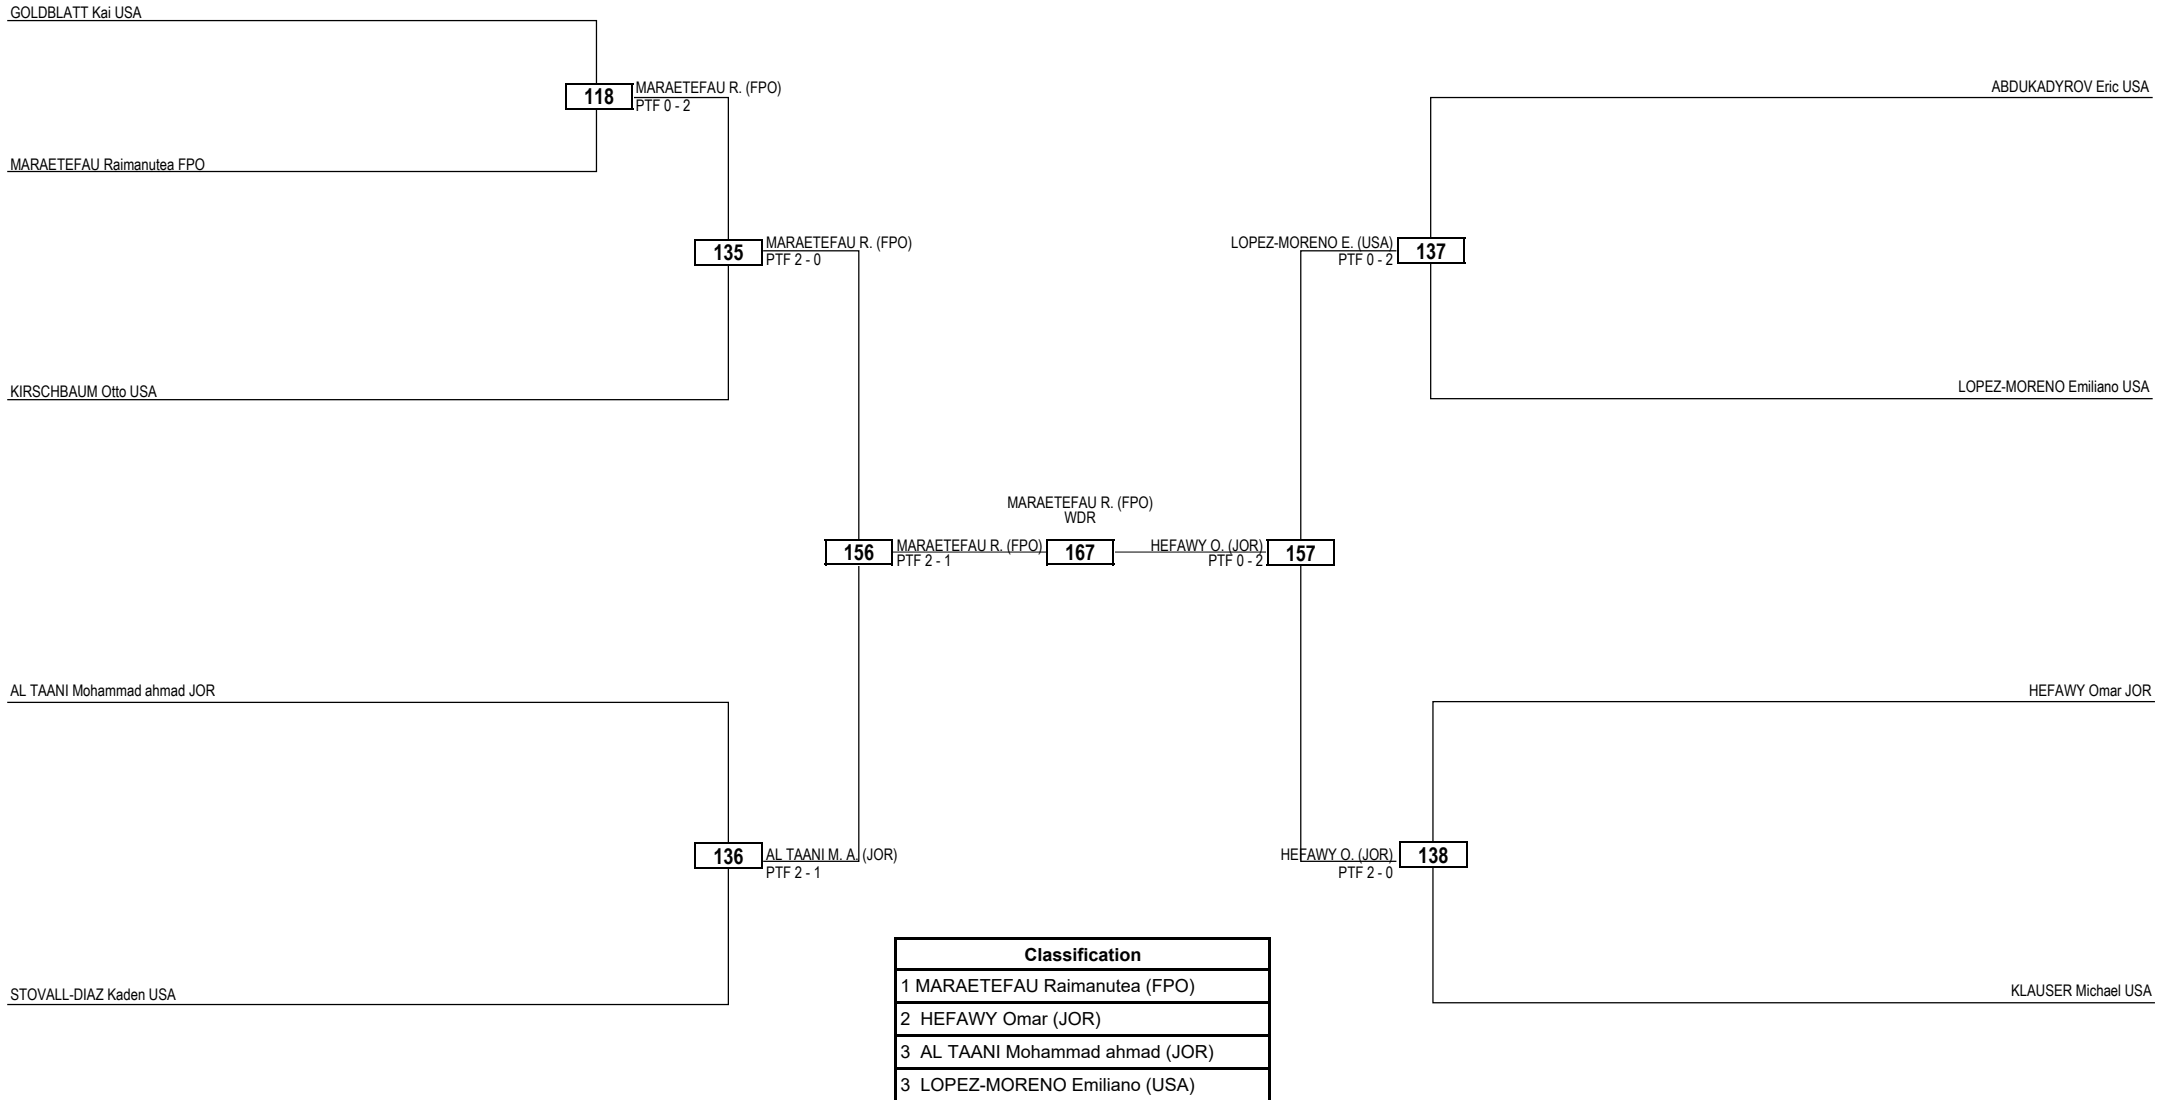 GOLDBLATT Kai USA
118
MARAETEFAU R. (FPO)
PTF 0 - 2
MARAETEFAU Raimanutea FPO
135
MARAETEFAU R. (FPO)
PTF 2 - 0
KIRSCHBAUM Otto USA
156
MARAETEFAU R. (FPO)
PTF 2 - 1
AL TAANI Mohammad ahmad JOR
136
AL TAANI M. A. (JOR)
PTF 2 - 1
STOVALL-DIAZ Kaden USA
MARAETEFAU R. (FPO)
WDR
167
ABDUKADYROV Eric USA
LOPEZ-MORENO E. (USA)
PTF 0 - 2
137
LOPEZ-MORENO Emiliano USA
HEFAWY O. (JOR)
PTF 0 - 2
157
HEFAWY Omar JOR
HEFAWY O. (JOR)
PTF 2 - 0
138
KLAUSER Michael USA
Classification
1 MARAETEFAU Raimanutea (FPO)
2 HEFAWY Omar (JOR)
3 AL TAANI Mohammad ahmad (JOR)
3 LOPEZ-MORENO Emiliano (USA)